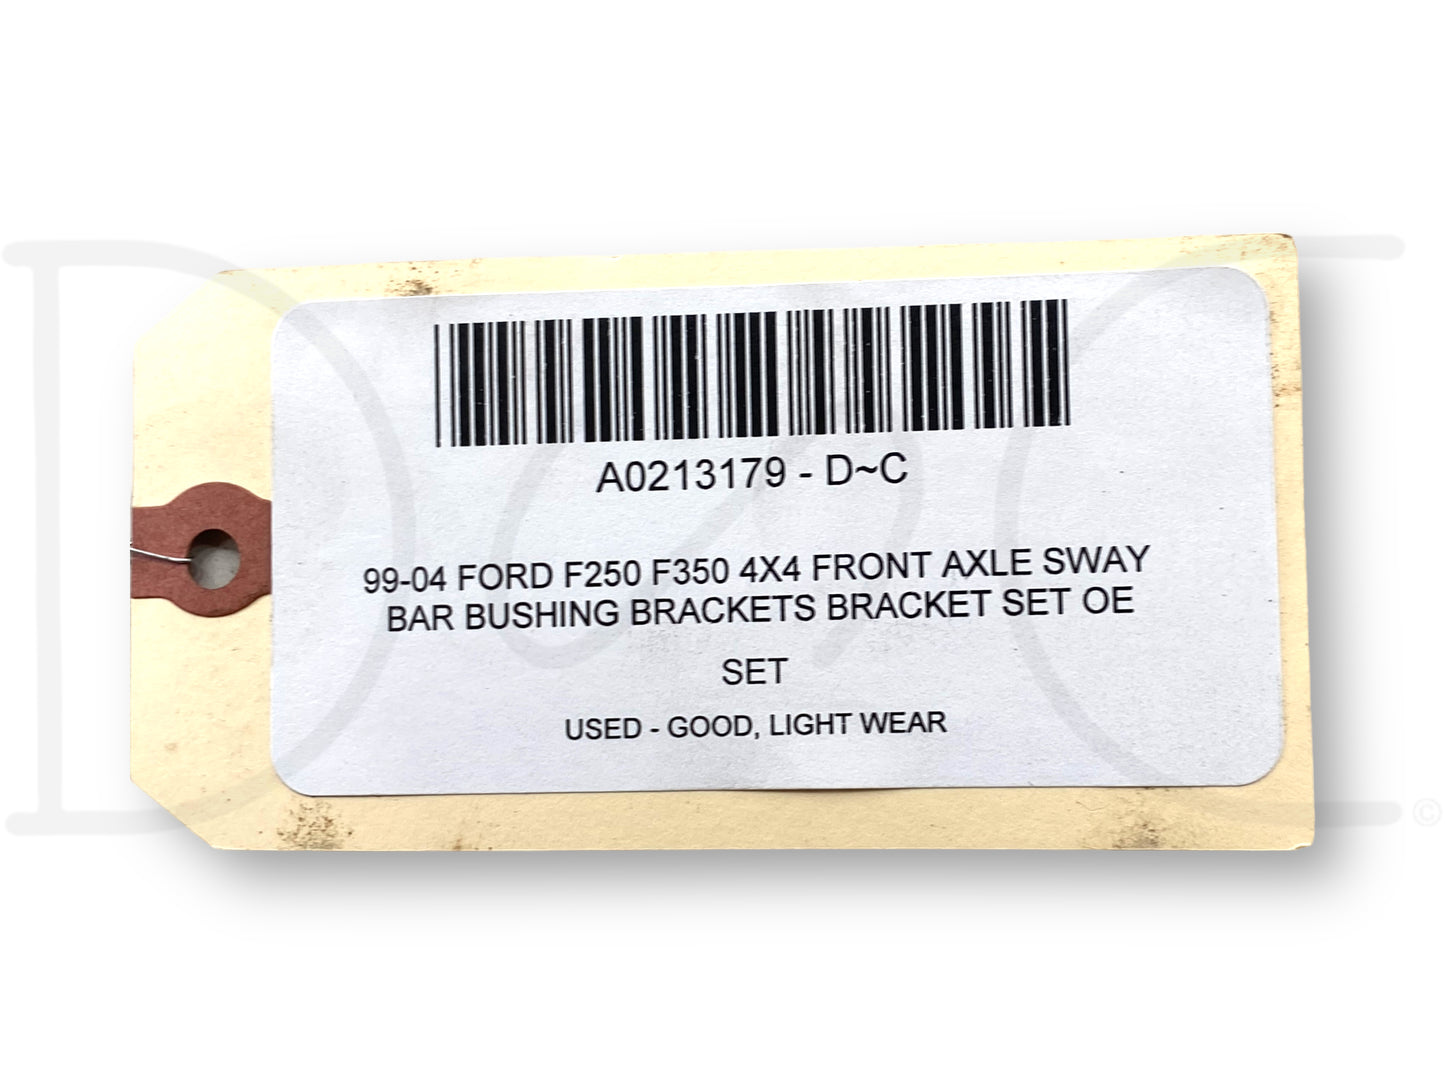 A0213179 - D~C
99-04 FORD F250 F350 4X4 FRONT AXLE SWAY
BAR BUSHING BRACKETS BRACKET SET OE
SET
USED - GOOD, LIGHT WEAR
D~C
©